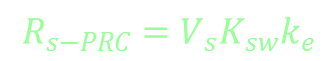 R_{s-PRC} = V_s K_{sw} k_e